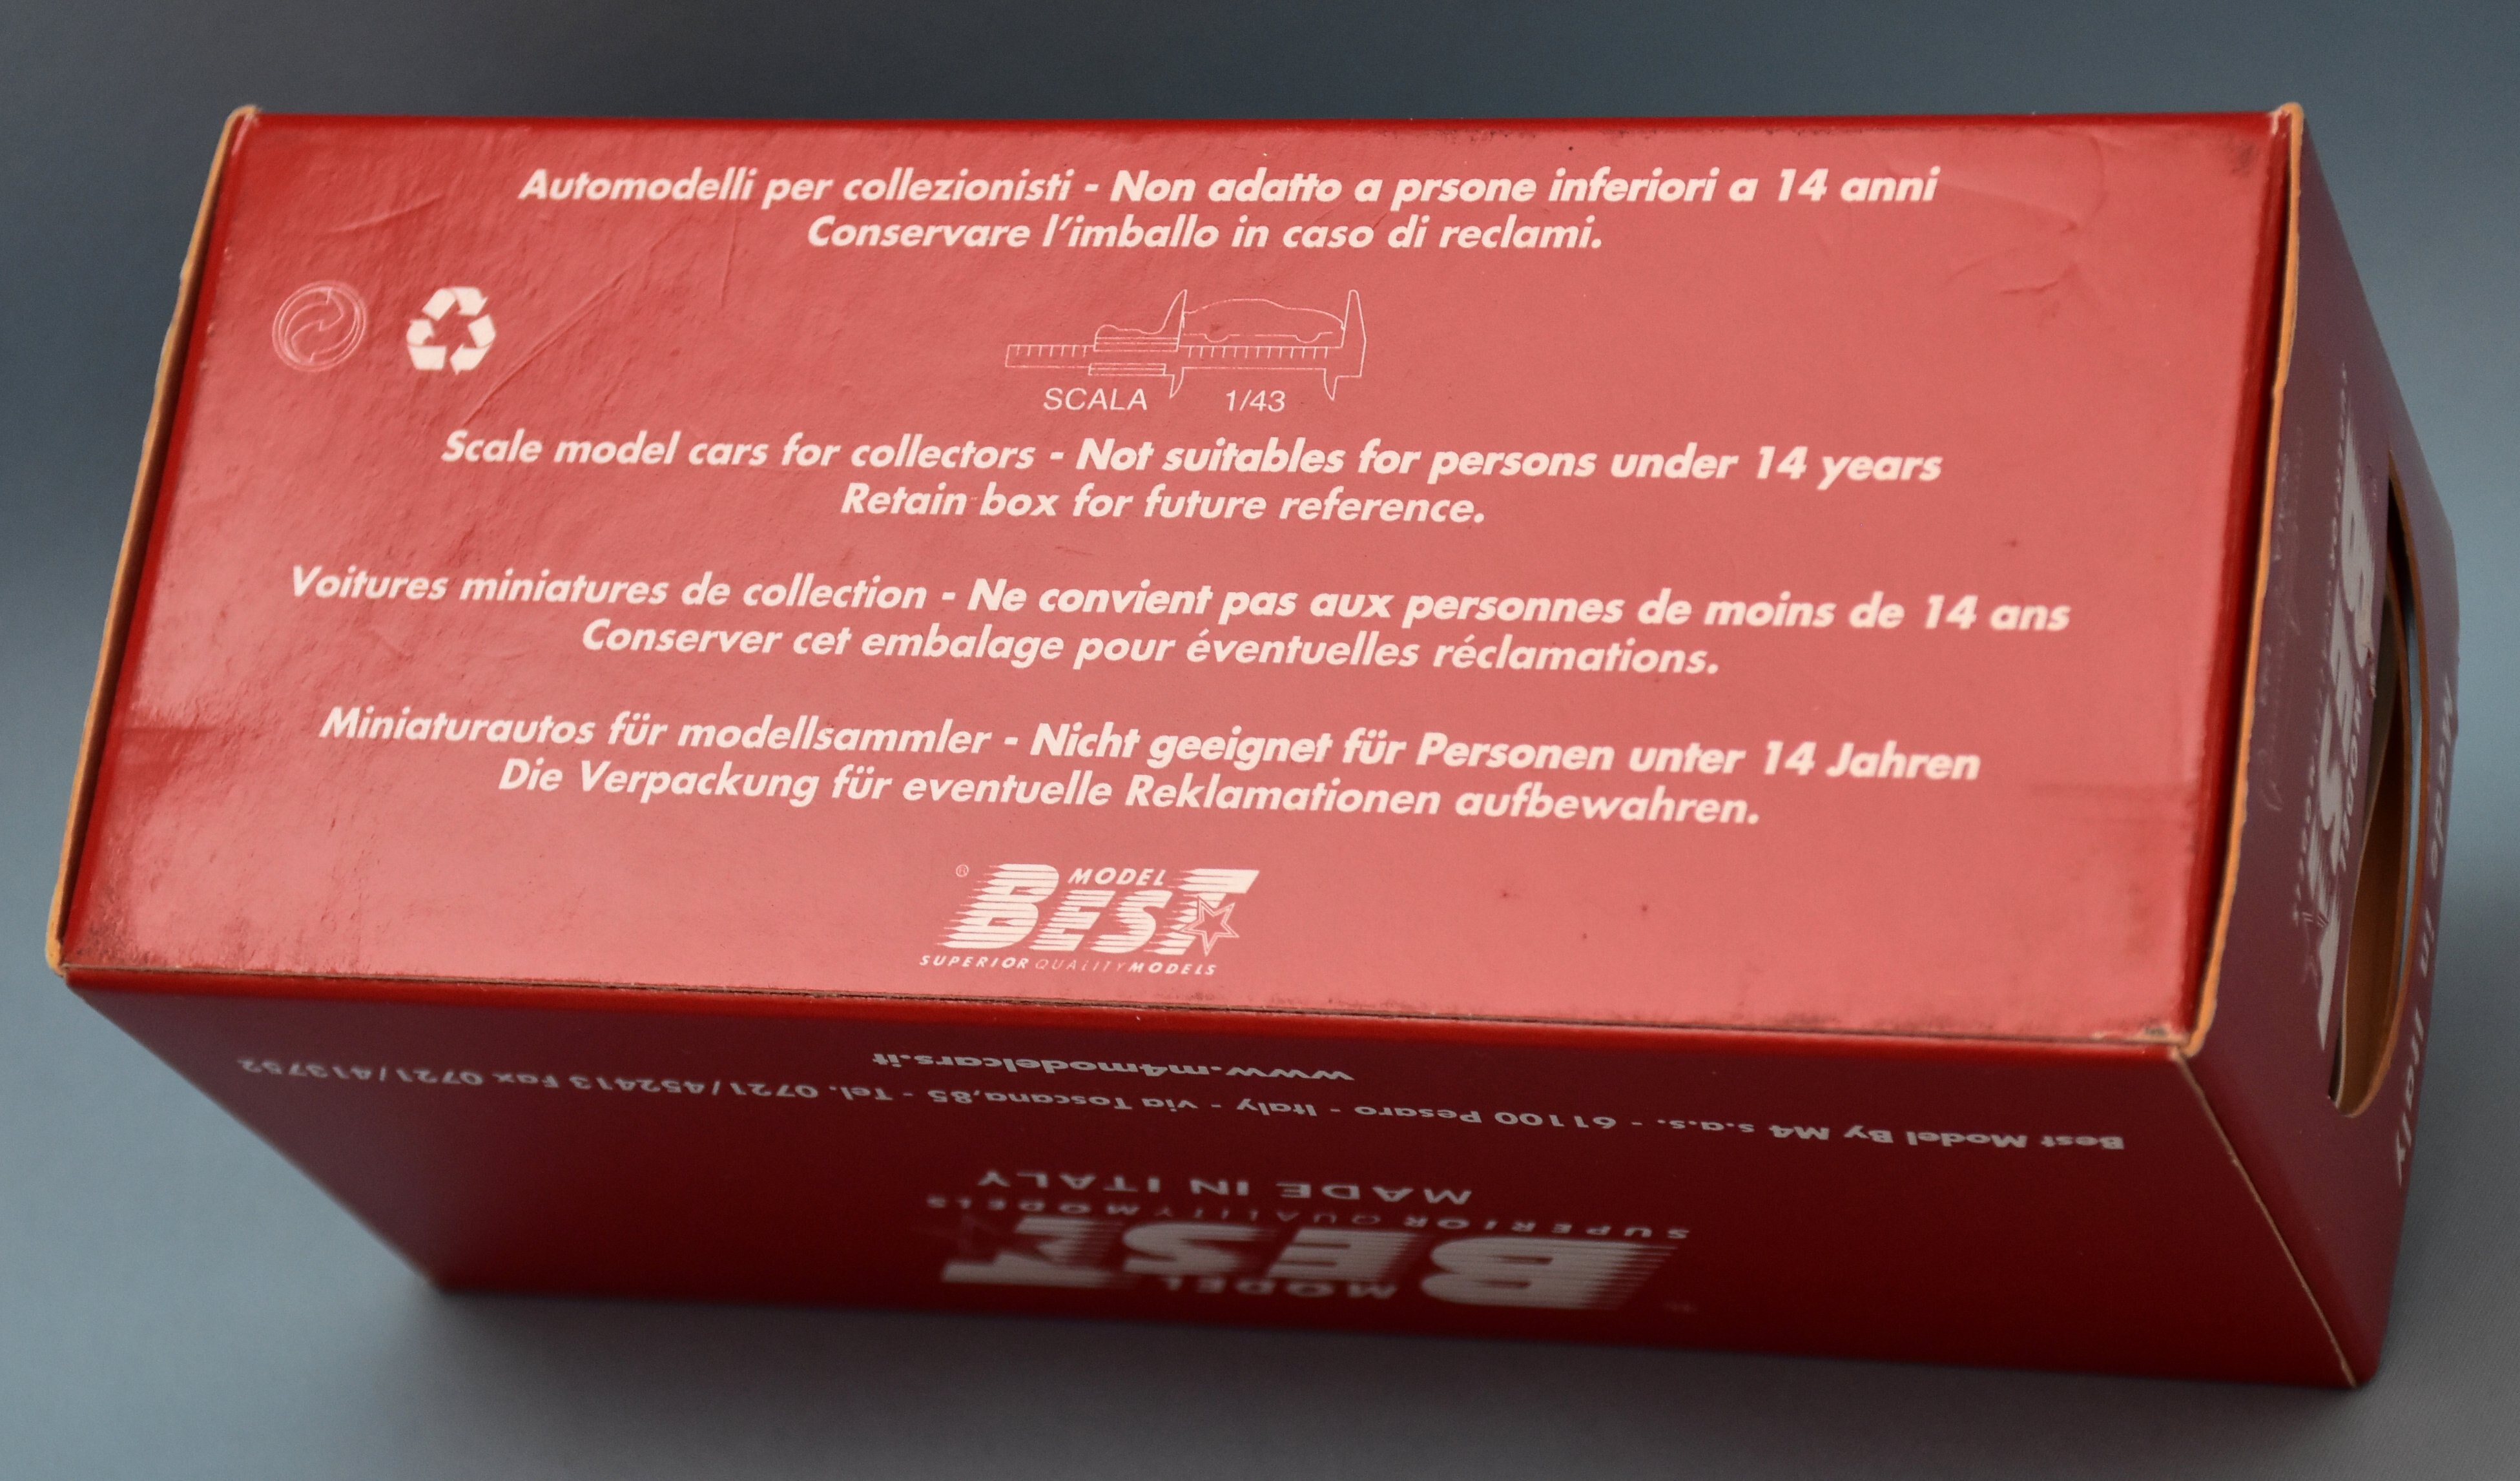 Automodelli per collezionisti - Non adatto a prsone inferiori a 14 anni
Conservare l'imballo in caso di reclami.
SCALA 1/43
Scale model cars for collectors - Not suitables for persons under 14 years
Retain box for future reference.
Voitures miniatures de collection - Ne convient pas aux personnes de moins de 14 ans
Conserver cet embalage pour éventuelles réclamations.
Miniaturautos für modellsammler - Nicht geeignet für Personen unter 14 Jahren
Die Verpackung für eventuelle Reklamationen aufbewahren.
® MODEL
BEST
SUPERIOR QUALITY MODELS
MODEL
BEST
SUPERIOR QUALITY MODELS
MADE IN ITALY
Best Model By M4 s.a.s. - 61100 Pesaro - Italy - via Toscana,85 - Tel. 0721/452413 Fax 0721/413752
www.m4modelcars.it
BEST
Made in Italy